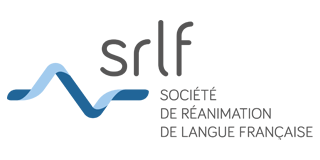 srlf
SOCIÉTÉ
DE RÉANIMATION
DE LANGUE FRANÇAISE